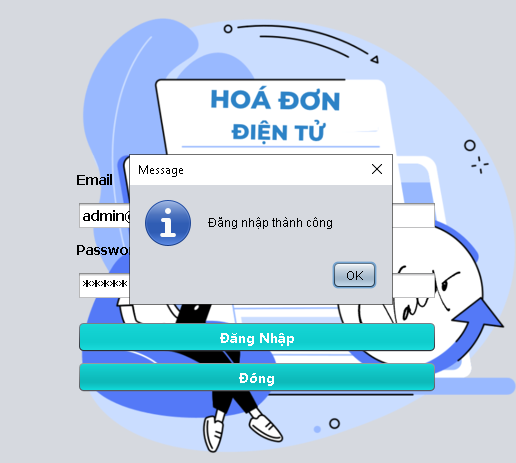 HOÁ ĐƠN
ĐIỆN TỬ
Message
Email
admin@
Đăng nhập thành công
Passwo
*****
OK
Đăng Nhập
Đóng